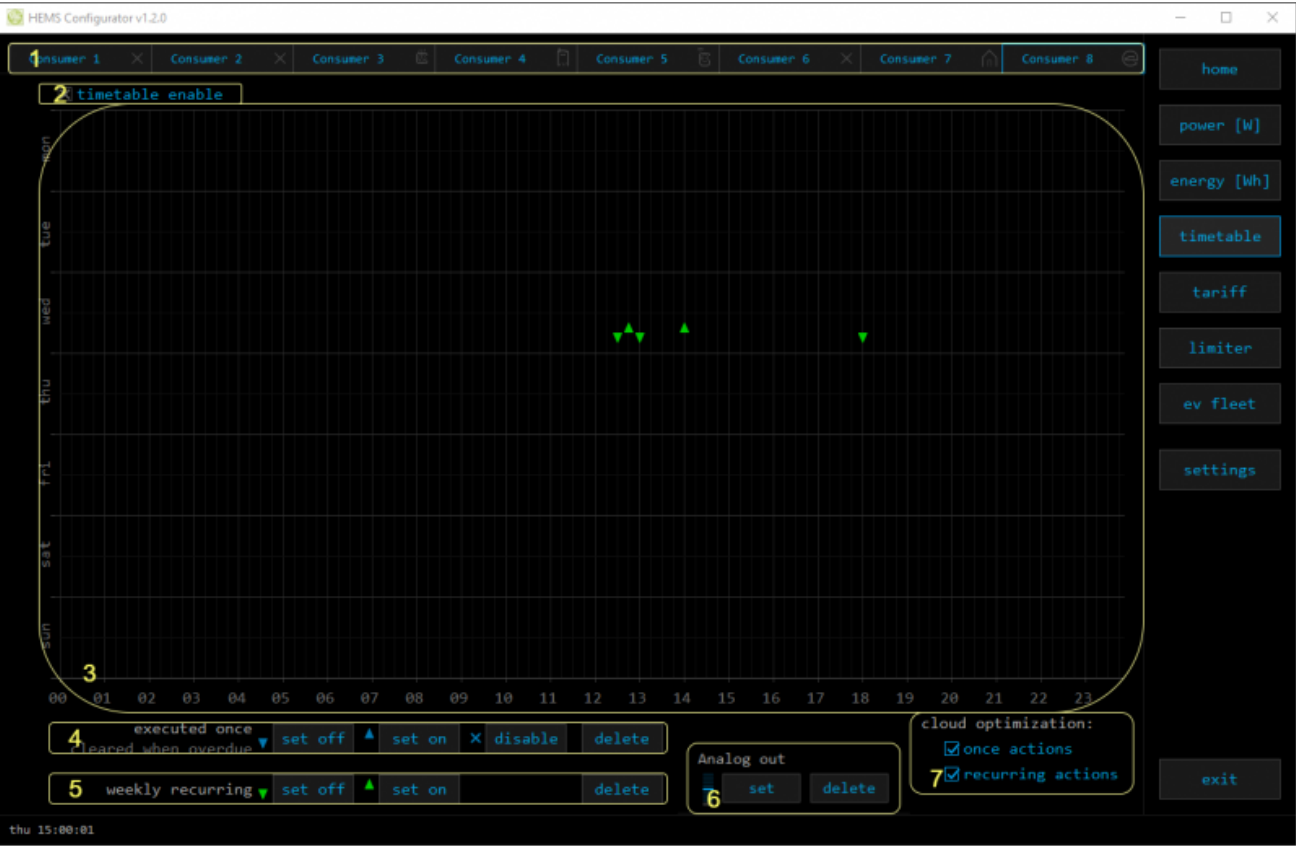 HEMS Configurator v1.2.0
1 Consumer 1 Consumer 2 Consumer 3 Consumer 4 Consumer 5 Consumer 6 Consumer 7 Consumer 8
home
2 timetable enable
power [W]
energy [Wh]
timetable
tariff
limiter
ev fleet
settings
mon
tue
wed
thu
fri
sat
sun
3
00 01 02 03 04 05 06 07 08 09 10 11 12 13 14 15 16 17 18 19 20 21 22 23
4 executed once
cleared when overdue set off set on disable delete
5 weekly recurring set off set on delete
Analog out
6 set delete
cloud optimization:
once actions
7 recurring actions
exit
thu 15:00:01